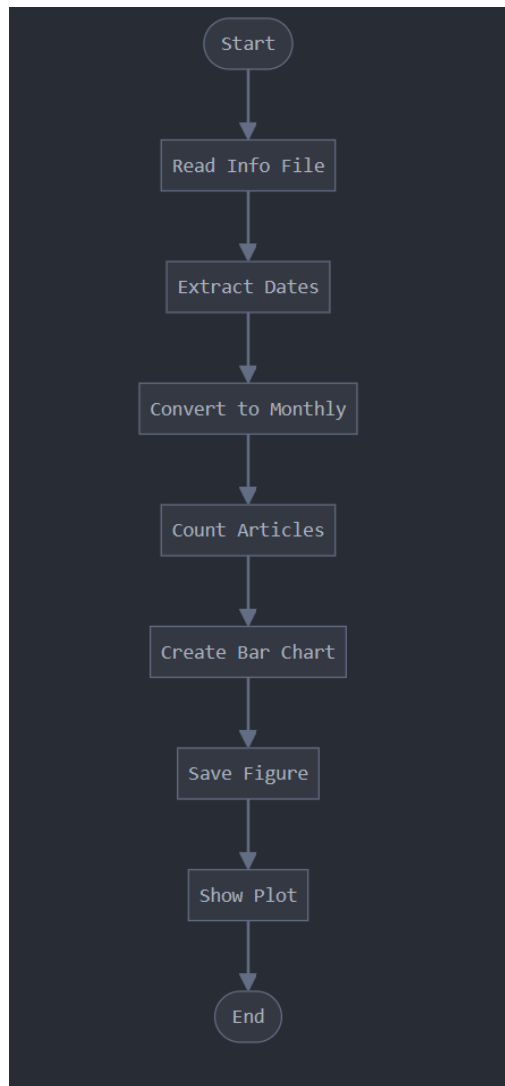 Start
Read Info File
Extract Dates
Convert to Monthly
Count Articles
Create Bar Chart
Save Figure
Show Plot
End